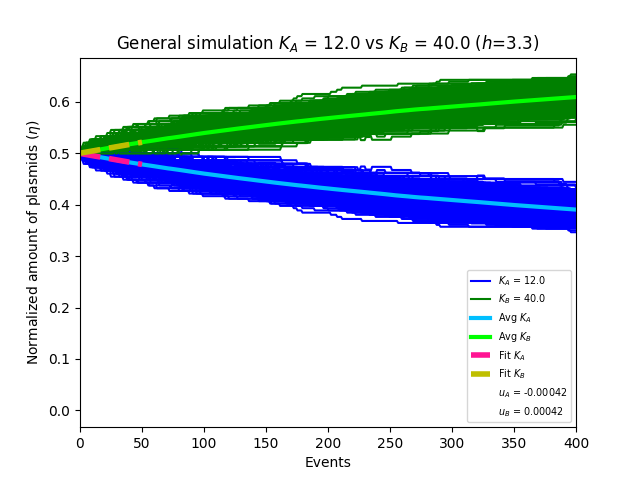 General simulation K_A = 12.0 vs K_B = 40.0 (h=3.3)
Normalized amount of plasmids (η)
0.6
0.5
0.4
0.3
0.2
0.1
0.0
K_A = 12.0
K_B = 40.0
Avg K_A
Avg K_B
Fit K_A
Fit K_B
u_A = -0.00042
u_B = 0.00042
0 50 100 150 200 250 300 350 400
Events